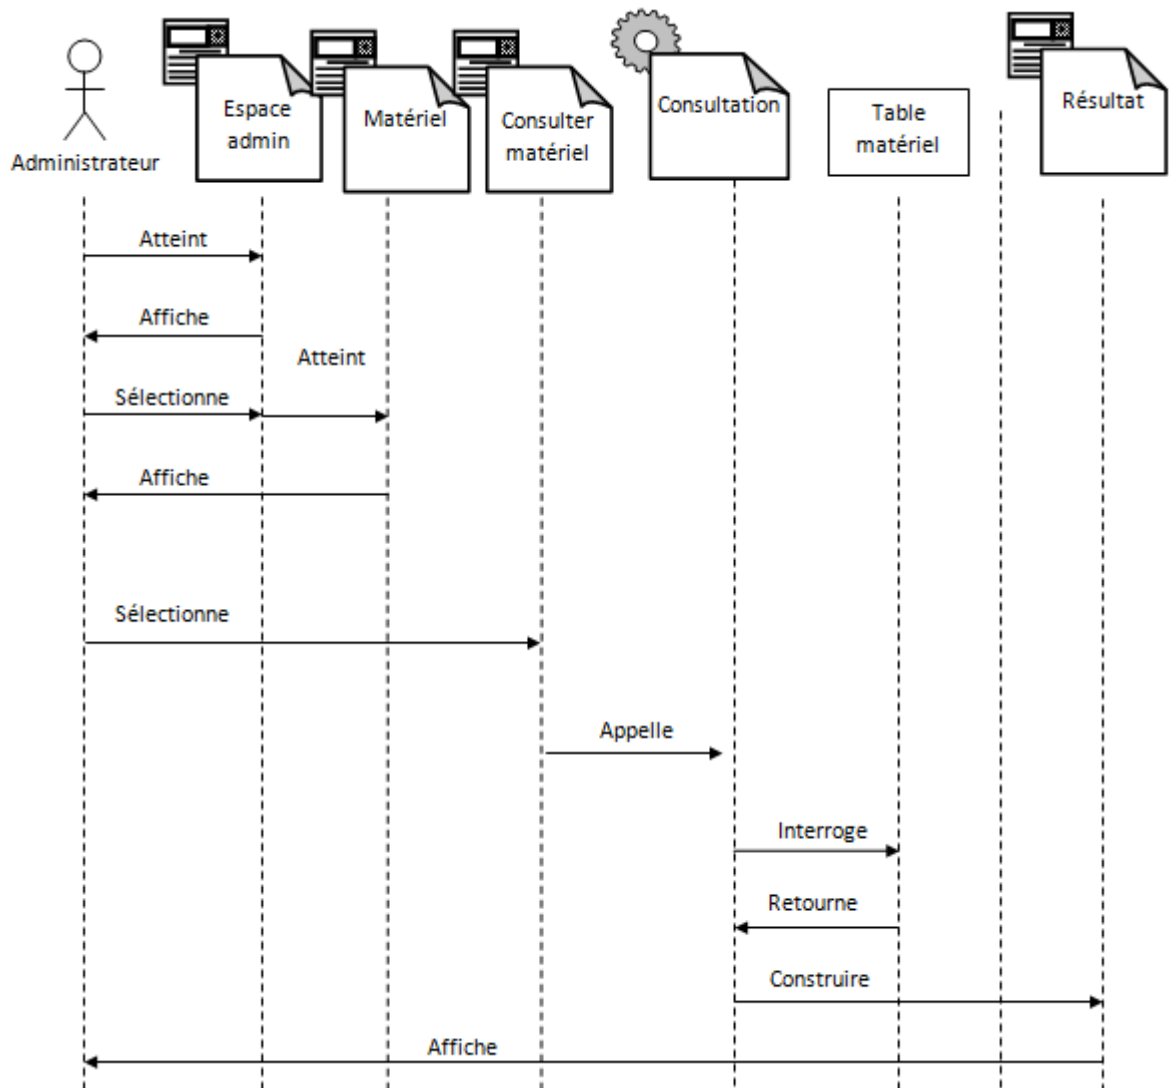 Administrateur
Espace
admin
Matériel
Consulter
matériel
Consultation
Table
matériel
Résultat
Atteint
Affiche
Atteint
Sélectionne
Affiche
Sélectionne
Appelle
Interroge
Retourne
Construire
Affiche